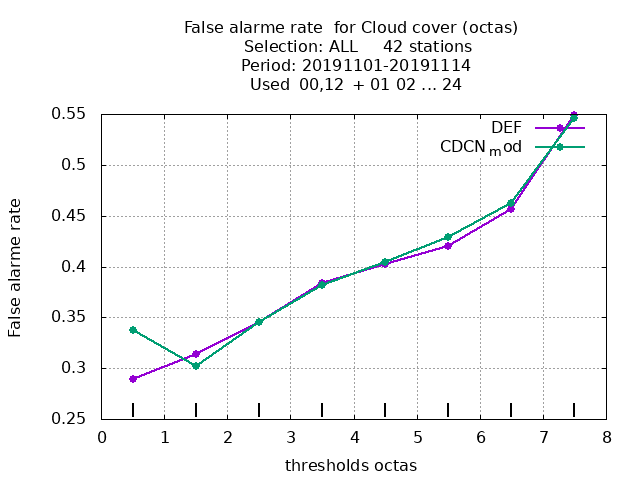 False alarme rate  for Cloud cover (octas)
Selection: ALL     42 stations
Period: 20191101-20191114
Used  00,12  + 01 02 ... 24
DEF
CDCNmod
0.55
0.5
0.45
0.4
0.35
0.3
0.25
False alarme rate
0 1 2 3 4 5 6 7 8
thresholds octas